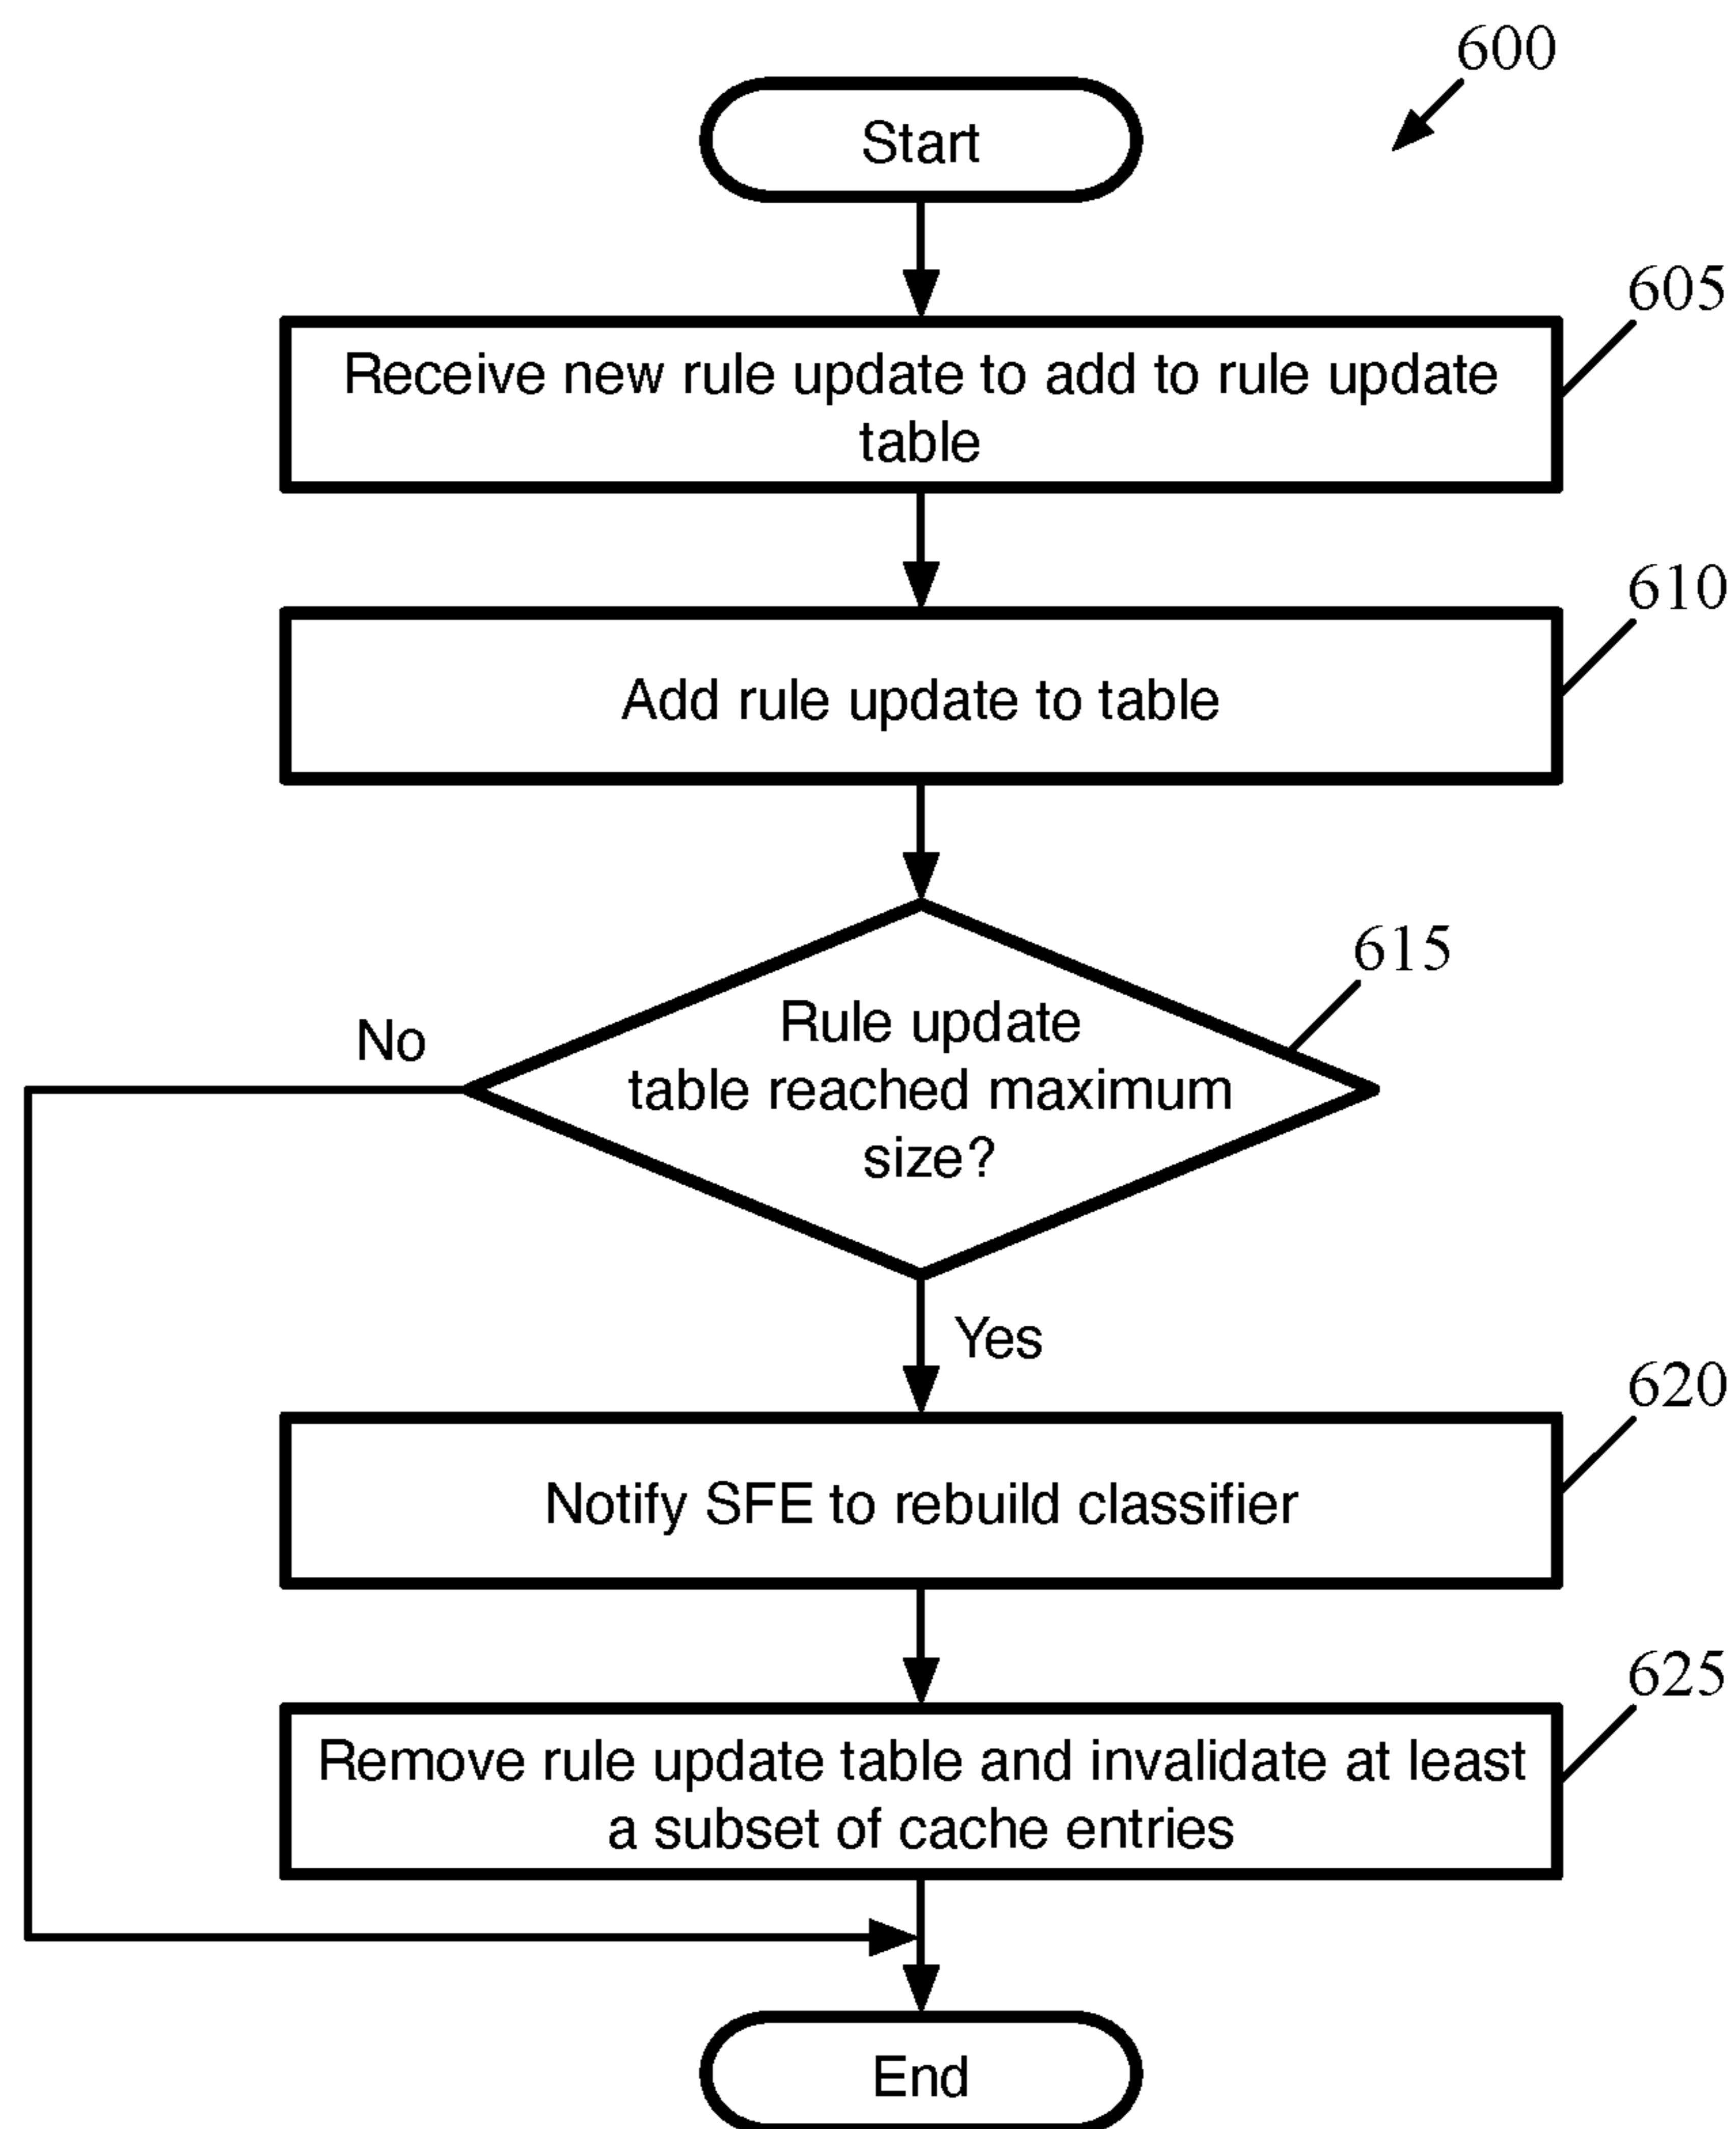 600
Start
605
Receive new rule update to add to rule update
table
610
Add rule update to table
615
Rule update
table reached maximum
size?
No
Yes
620
Notify SFE to rebuild classifier
625
Remove rule update table and invalidate at least
a subset of cache entries
End